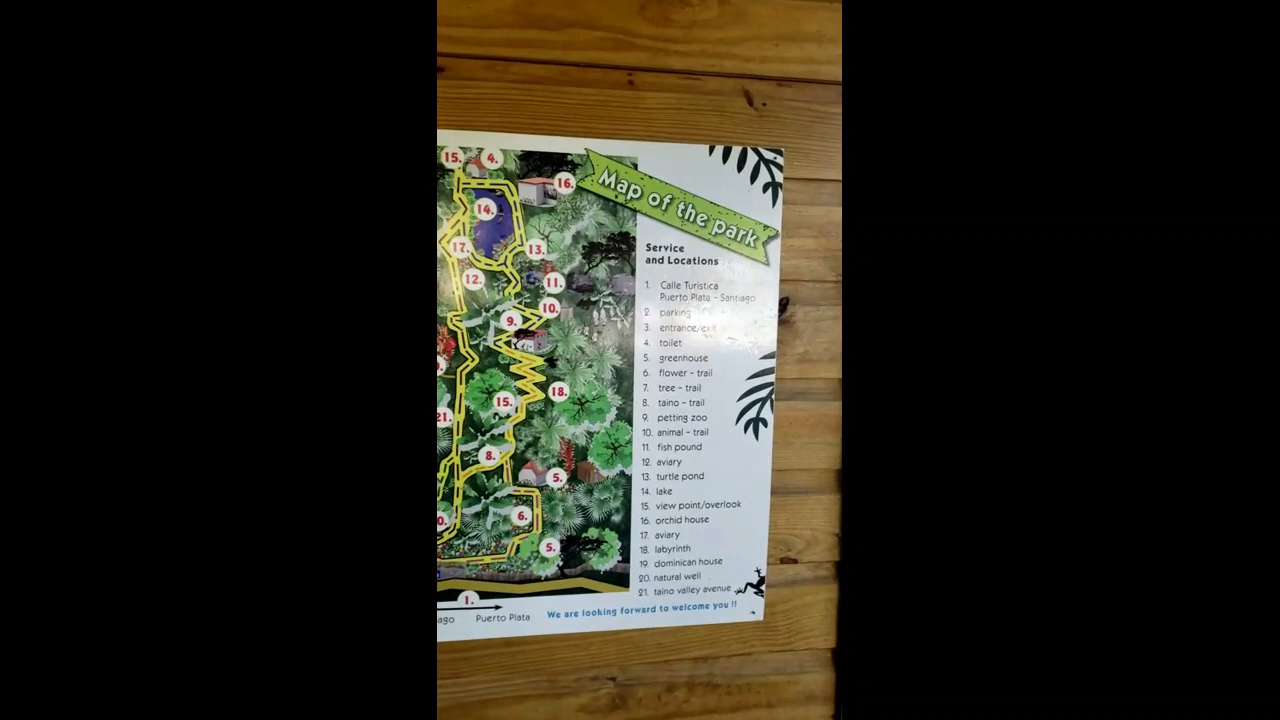 15.
4.
16.
14.
17.
13.
12.
11.
10.
9.
18.
15.
21.
8.
5.
6.
5.
1.
Puerto Plata
Map of the park
Service
and Locations
1. Calle Turistica
Puerto Plata - Santiago
2. parking
3. entrance/exit
4. toilet
5. greenhouse
6. flower - trail
7. tree - trail
8. taino - trail
9. petting zoo
10. animal - trail
11. fish pound
12. aviary
13. turtle pond
14. lake
15. view point/overlook
16. orchid house
17. aviary
18. labyrinth
19. dominican house
20. natural well
21. taino valley avenue
We are looking forward to welcome you !!